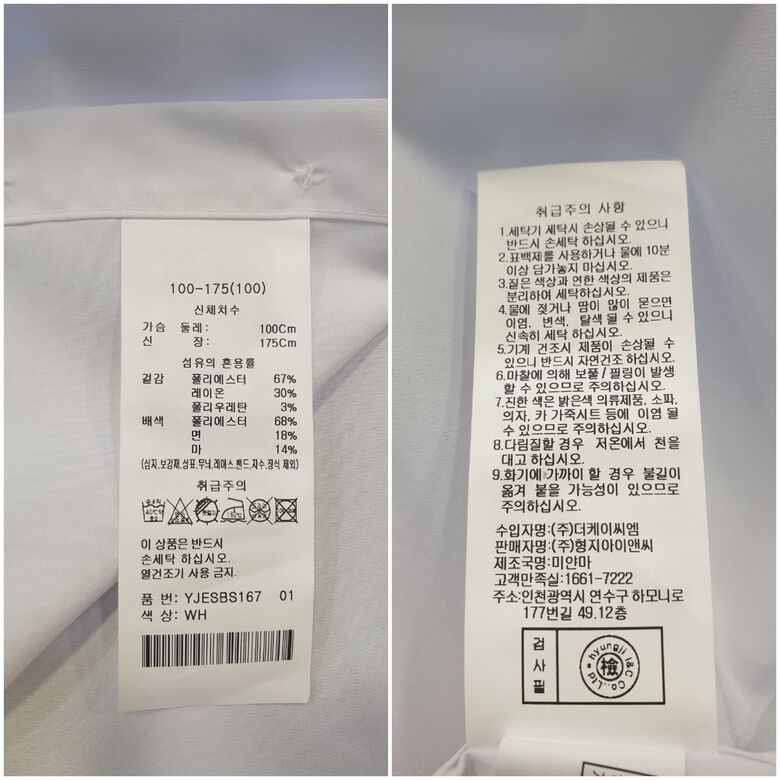 100-175(100)
신체치수
가슴 둘레: 100Cm
신 장: 175Cm
섬유의 혼용률
겉감 폴리에스터 67%
레이온 30%
폴리우레탄 3%
배색 폴리에스터 68%
면 18%
마 14%
(심지,보강재,상표,무늬,레이스,밴드,자수,장식 제외)
취급주의
40℃
160℃
이 상품은 반드시
손세탁 하십시오.
열건조기 사용 금지.
품 번: YJESBS167 01
색 상: WH
취급주의 사항
1.세탁기 세탁시 손상될 수 있으니
반드시 손세탁 하십시오.
2.표백제를 사용하거나 물에 10분
이상 담가놓지 마십시오.
3.짙은 색상과 연한 색상의 제품은
분리하여 세탁하십시오.
4.물에 젖거나 땀이 많이 묻으면
이염, 변색, 탈색 될 수 있으니
신속히 세탁 하십시오.
5.기계 건조시 제품이 손상될 수
있으니 반드시 자연건조 하십시오.
6.마찰에 의해 보풀/필링이 발생
할 수 있으므로 주의하십시오.
7.진한 색은 밝은색 의류제품, 소파,
의자, 카 가죽시트 등에 이염 될
수 있으므로 주의하십시오.
8.다림질할 경우 저온에서 천을
대고 하십시오.
9.화기에 가까이 할 경우 불길이
옮겨 붙을 가능성이 있으므로
주의하십시오.
수입자명:(주)더케이씨엠
판매자명:(주)형지아이앤씨
제조국명:미얀마
고객만족실:1661-7222
주소:인천광역시 연수구 하모니로
177번길 49.12층
검사필
hyungji I&C Co., Ltd
檢